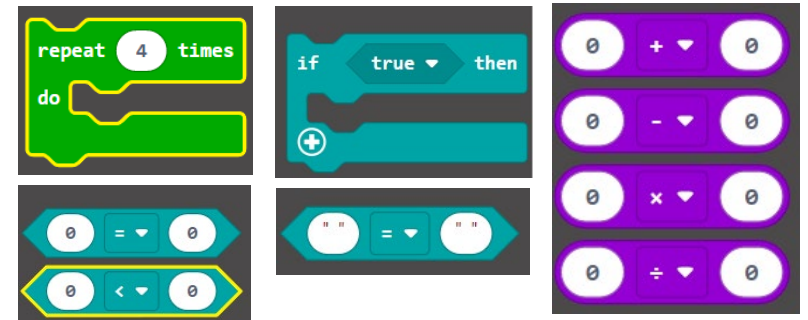 repeat 4 times
do
if true then
0 = 0
0 < 0
" " = " "
0 + 0
0 - 0
0 × 0
0 ÷ 0